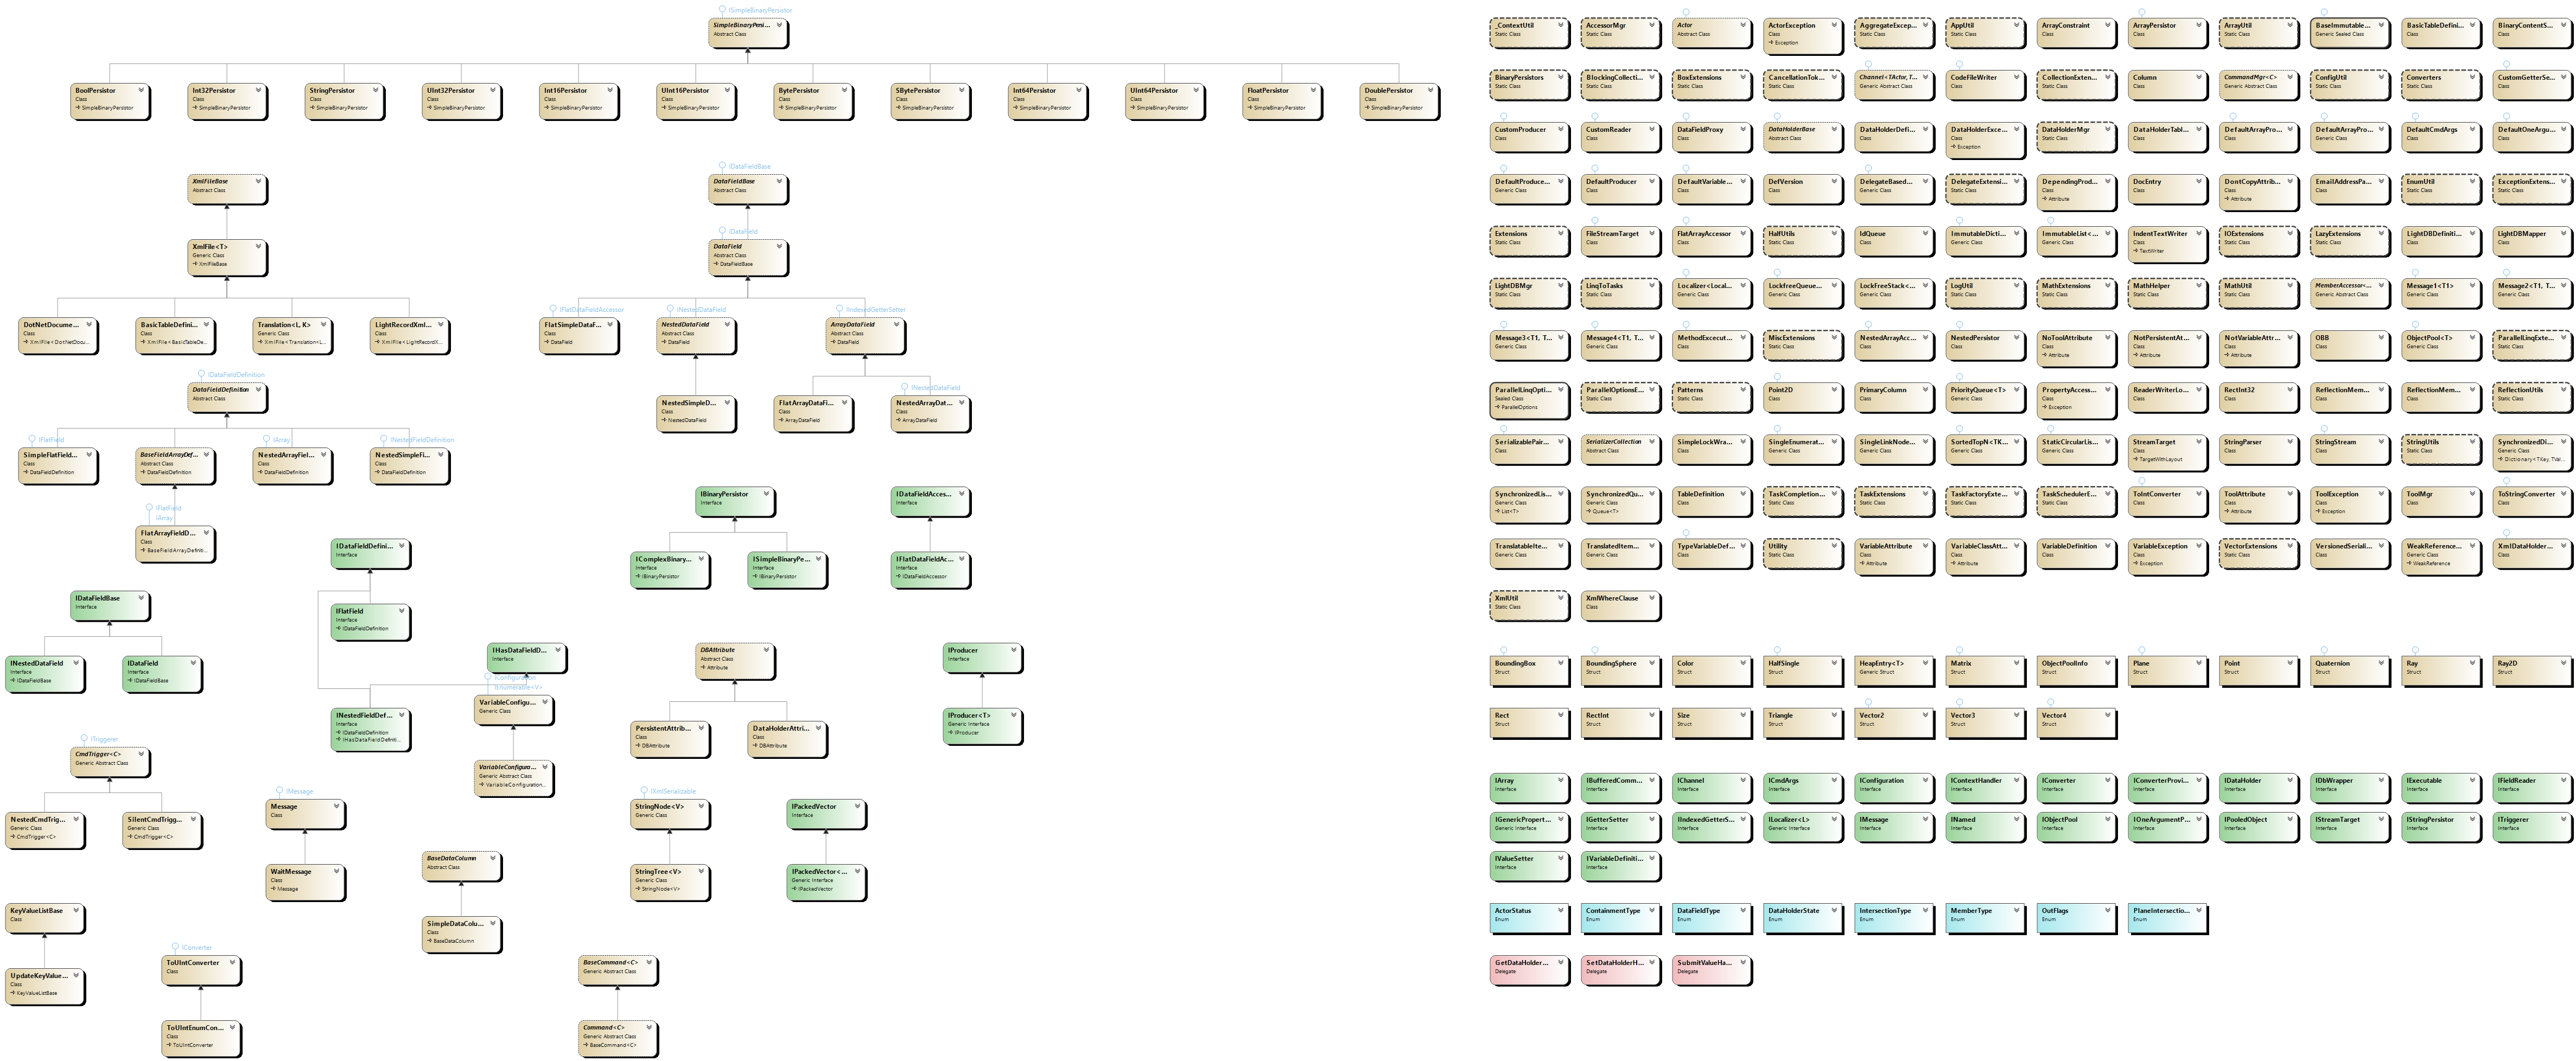 ISimpleBinaryPersistor
SimpleBinaryPersi...
Abstract Class
BoolPersistor
Class
SimpleBinaryPersistor
Int32Persistor
Class
SimpleBinaryPersistor
StringPersistor
Class
SimpleBinaryPersistor
UInt32Persistor
Class
SimpleBinaryPersistor
Int16Persistor
Class
SimpleBinaryPersistor
UInt16Persistor
Class
SimpleBinaryPersistor
BytePersistor
Class
SimpleBinaryPersistor
SBytePersistor
Class
SimpleBinaryPersistor
Int64Persistor
Class
SimpleBinaryPersistor
UInt64Persistor
Class
SimpleBinaryPersistor
FloatPersistor
Class
SimpleBinaryPersistor
DoublePersistor
Class
SimpleBinaryPersistor
XmlFileBase
Abstract Class
XmlFile<T>
Generic Class
XmlFileBase
DotNetDocume...
Class
XmlFile<DotNetDocu...
BasicTableDefini...
Class
XmlFile<BasicTableDe...
Translation<L, K>
Generic Class
XmlFile<Translation<L...
LightRecordXml...
Class
XmlFile<LightRecordX...
IDataFieldBase
DataFieldBase
Abstract Class
IDataField
DataField
Abstract Class
DataFieldBase
IFlatDataFieldAccessor
FlatSimpleDataF...
Class
DataField
INestedDataField
NestedDataField
Abstract Class
DataField
IIndexedGetterSetter
ArrayDataField
Abstract Class
DataField
NestedSimpleD...
Class
NestedDataField
FlatArrayDataFi...
Class
ArrayDataField
INestedDataField
NestedArrayDat...
Class
ArrayDataField
IDataFieldDefinition
DataFieldDefinition
Abstract Class
IFlatField
SimpleFlatField...
Class
DataFieldDefinition
BaseFieldArrayDef...
Abstract Class
DataFieldDefinition
IArray
NestedArrayFiel...
Class
DataFieldDefinition
INestedFieldDefinition
NestedSimpleFi...
Class
DataFieldDefinition
IFlatField
IArray
FlatArrayFieldD...
Class
BaseFieldArrayDefiniti...
IBinaryPersistor
Interface
IComplexBinary...
Interface
IBinaryPersistor
ISimpleBinaryPe...
Interface
IBinaryPersistor
IDataFieldAcces...
Interface
IFlatDataFieldAc...
Interface
IDataFieldAccessor
IDataFieldDefini...
Interface
IFlatField
Interface
IDataFieldDefinition
INestedFieldDef...
Interface
IDataFieldDefinition
IHasDataFieldDefiniti...
IHasDataFieldD...
Interface
IDataFieldBase
Interface
INestedDataField
Interface
IDataFieldBase
IDataField
Interface
IDataFieldBase
IConfiguration
IEnumerable<V>
VariableConfigu...
Generic Class
VariableConfigura...
Generic Abstract Class
VariableConfiguration...
DBAttribute
Abstract Class
Attribute
PersistentAttrib...
Class
DBAttribute
DataHolderAttri...
Class
DBAttribute
IProducer
Interface
IProducer<T>
Generic Interface
IProducer
ITriggerer
CmdTrigger<C>
Generic Abstract Class
NestedCmdTrig...
Generic Class
CmdTrigger<C>
SilentCmdTrigg...
Generic Class
CmdTrigger<C>
IMessage
Message
Class
WaitMessage
Class
Message
IXmlSerializable
StringNode<V>
Generic Class
StringTree<V>
Generic Class
StringNode<V>
IPackedVector
Interface
IPackedVector<...
Generic Interface
IPackedVector
BaseDataColumn
Abstract Class
SimpleDataColu...
Class
BaseDataColumn
KeyValueListBase
Class
UpdateKeyValue...
Class
KeyValueListBase
IConverter
ToUIntConverter
Class
ToUIntEnumCon...
Class
ToUIntConverter
BaseCommand<C>
Generic Abstract Class
Command<C>
Generic Abstract Class
BaseCommand<C>
_ContextUtil
Static Class
AccessorMgr
Static Class
Actor
Abstract Class
ActorException
Class
Exception
AggregateExcep...
Static Class
AppUtil
Static Class
ArrayConstraint
Class
ArrayPersistor
Class
ArrayUtil
Static Class
BaseImmutable...
Generic Sealed Class
BasicTableDefini...
Class
BinaryContentS...
Class
BinaryPersistors
Static Class
BlockingCollecti...
Static Class
BoxExtensions
Static Class
CancellationTok...
Static Class
Channel<TActor, T...
Generic Abstract Class
CodeFileWriter
Class
CollectionExten...
Static Class
Column
Class
CommandMgr<C>
Generic Abstract Class
ConfigUtil
Static Class
Converters
Static Class
CustomGetterSe...
Class
CustomProducer
Class
CustomReader
Class
DataFieldProxy
Class
DataHolderBase
Abstract Class
DataHolderDefi...
Class
DataHolderExce...
Class
Exception
DataHolderMgr
Static Class
DataHolderTabl...
Class
DefaultArrayPro...
Class
DefaultArrayPro...
Generic Class
DefaultCmdArgs
Class
DefaultOneArgu...
Class
DefaultProduce...
Generic Class
DefaultProducer
Class
DefaultVariable...
Class
DefVersion
Class
DelegateBased...
Generic Class
DelegateExtensi...
Static Class
DependingProd...
Class
Attribute
DocEntry
Class
DontCopyAttrib...
Class
Attribute
EmailAddressPa...
Class
EnumUtil
Static Class
ExceptionExtens...
Static Class
Extensions
Static Class
FileStreamTarget
Class
FlatArrayAccessor
Class
HalfUtils
Static Class
IdQueue
Class
ImmutableDicti...
Generic Class
ImmutableList<...
Generic Class
IndentTextWriter
Class
TextWriter
IOExtensions
Static Class
LazyExtensions
Static Class
LightDBDefiniti...
Class
LightDBMapper
Class
LightDBMgr
Static Class
LinqToTasks
Static Class
Localizer<Local...
Generic Class
LockfreeQueue...
Generic Class
LockFreeStack<...
Generic Class
LogUtil
Static Class
MathExtensions
Static Class
MathHelper
Static Class
MathUtil
Static Class
MemberAccessor<...
Generic Abstract Class
Message1<T1>
Generic Class
Message2<T1, T...
Generic Class
Message3<T1, T...
Generic Class
Message4<T1, T...
Generic Class
MethodExcecut...
Class
MiscExtensions
Static Class
NestedArrayAcc...
Class
NestedPersistor
Class
NoToolAttribute
Class
Attribute
NotPersistentAt...
Class
Attribute
NotVariableAttr...
Class
Attribute
OBB
Class
ObjectPool<T>
Generic Class
ParallelLinqExte...
Static Class
ParallelLinqOpti...
Sealed Class
ParallelOptions
ParallelOptionsE...
Static Class
Patterns
Static Class
Point2D
Class
PrimaryColumn
Class
PriorityQueue<T>
Generic Class
PropertyAccess...
Class
Exception
ReaderWriterLo...
Class
RectInt32
Class
ReflectionMem...
Class
ReflectionMem...
Generic Class
ReflectionUtils
Static Class
SerializablePair...
Class
SerializerCollection
Abstract Class
SimpleLockWra...
Class
SingleEnumerat...
Generic Class
SingleLinkNode...
Generic Class
SortedTopN<TK...
Generic Class
StaticCircularLis...
Generic Class
StreamTarget
Class
TargetWithLayout
StringParser
Class
StringStream
Class
StringUtils
Static Class
SynchronizedDi...
Generic Class
Dictionary<TKey, TVal...
SynchronizedLis...
Generic Class
List<T>
SynchronizedQu...
Generic Class
Queue<T>
TableDefinition
Class
TaskCompletion...
Static Class
TaskExtensions
Static Class
TaskFactoryExte...
Static Class
TaskSchedulerE...
Static Class
ToIntConverter
Class
ToolAttribute
Class
Attribute
ToolException
Class
Exception
ToolMgr
Class
ToStringConverter
Class
TranslatableIte...
Generic Class
TranslatedItem...
Generic Class
TypeVariableDef...
Class
Utility
Static Class
VariableAttribute
Class
Attribute
VariableClassAtt...
Class
Attribute
VariableDefinition
Class
VariableException
Class
Exception
VectorExtensions
Static Class
VersionedSeriali...
Class
WeakReference...
Generic Class
WeakReference
XmlDataHolder...
Class
XmlUtil
Static Class
XmlWhereClause
Class
BoundingBox
Struct
BoundingSphere
Struct
Color
Struct
HalfSingle
Struct
HeapEntry<T>
Generic Struct
Matrix
Struct
ObjectPoolInfo
Struct
Plane
Struct
Point
Struct
Quaternion
Struct
Ray
Struct
Ray2D
Struct
Rect
Struct
RectInt
Struct
Size
Struct
Triangle
Struct
Vector2
Struct
Vector3
Struct
Vector4
Struct
IArray
Interface
IBufferedComm...
Interface
IChannel
Interface
ICmdArgs
Interface
IConfiguration
Interface
IContextHandler
Interface
IConverter
Interface
IConverterProvi...
Interface
IDataHolder
Interface
IDbWrapper
Interface
IExecutable
Interface
IFieldReader
Interface
IGenericPropert...
Generic Interface
IGetterSetter
Interface
IIndexedGetterS...
Interface
ILocalizer<L>
Generic Interface
IMessage
Interface
INamed
Interface
IObjectPool
Interface
IOneArgumentP...
Interface
IPooledObject
Interface
IStreamTarget
Interface
IStringPersistor
Interface
ITriggerer
Interface
IValueSetter
Interface
IVariableDefiniti...
Interface
ActorStatus
Enum
ContainmentType
Enum
DataFieldType
Enum
DataHolderState
Enum
IntersectionType
Enum
MemberType
Enum
OutFlags
Enum
PlaneIntersectio...
Enum
GetDataHolder...
Delegate
SetDataHolderH...
Delegate
SubmitValueHa...
Delegate